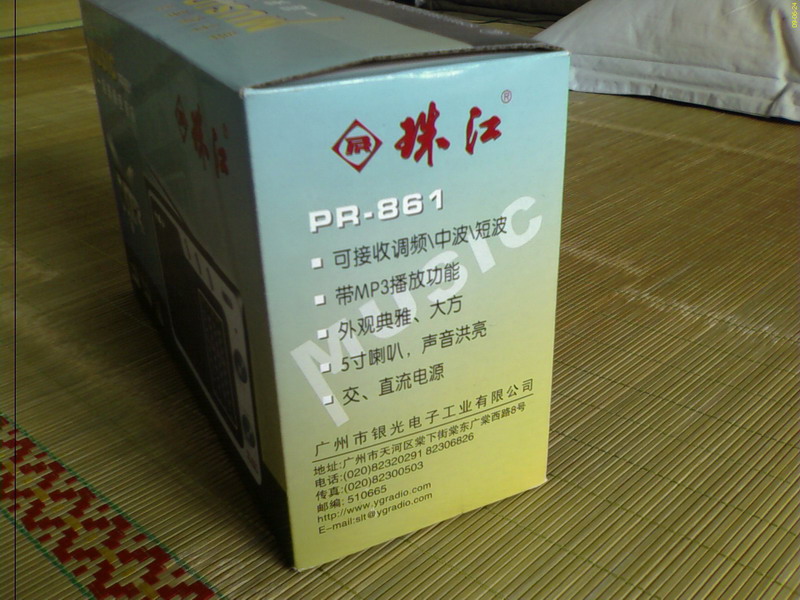 珠江®
PR-861
MUSIC
可接收调频\中波\短波
带MP3播放功能
外观典雅、大方
5寸喇叭，声音洪亮
交、直流电源
广州市银光电子工业有限公司
地址:广州市天河区棠下街棠东广棠西路8号
电话:(020)82320291 82306826
传真:(020)82300503
邮编: 510665
http://www.ygradio.com
E-mail:slt@ygradio.com
珠江®